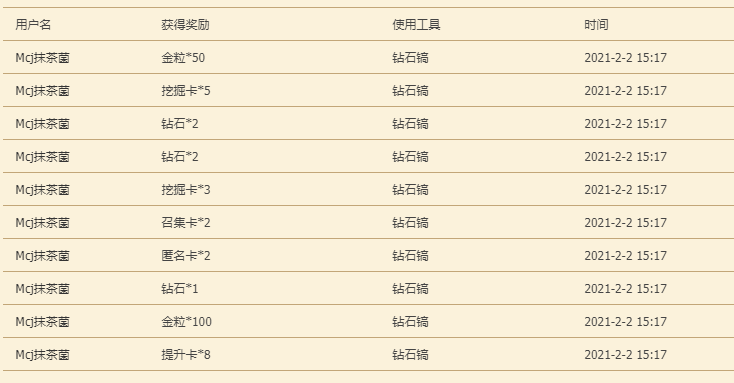 用户名 获得奖励 使用工具 时间
Mcj抹茶菌 金粒*50 钻石镐 2021-2-2 15:17
Mcj抹茶菌 挖掘卡*5 钻石镐 2021-2-2 15:17
Mcj抹茶菌 钻石*2 钻石镐 2021-2-2 15:17
Mcj抹茶菌 钻石*2 钻石镐 2021-2-2 15:17
Mcj抹茶菌 挖掘卡*3 钻石镐 2021-2-2 15:17
Mcj抹茶菌 召集卡*2 钻石镐 2021-2-2 15:17
Mcj抹茶菌 匿名卡*2 钻石镐 2021-2-2 15:17
Mcj抹茶菌 钻石*1 钻石镐 2021-2-2 15:17
Mcj抹茶菌 金粒*100 钻石镐 2021-2-2 15:17
Mcj抹茶菌 提升卡*8 钻石镐 2021-2-2 15:17